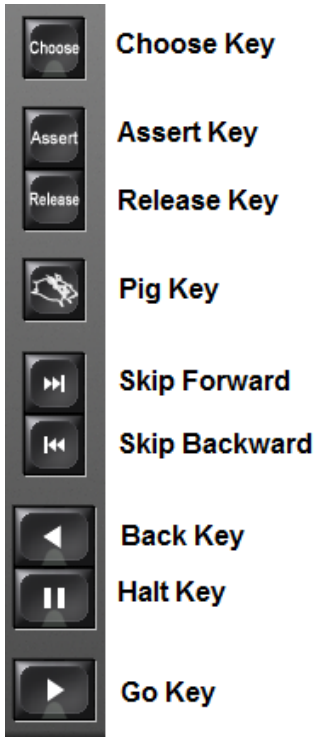 Choose Choose Key
Assert Assert Key
Release Release Key
Pig Key
Skip Forward
Skip Backward
Back Key
Halt Key
Go Key